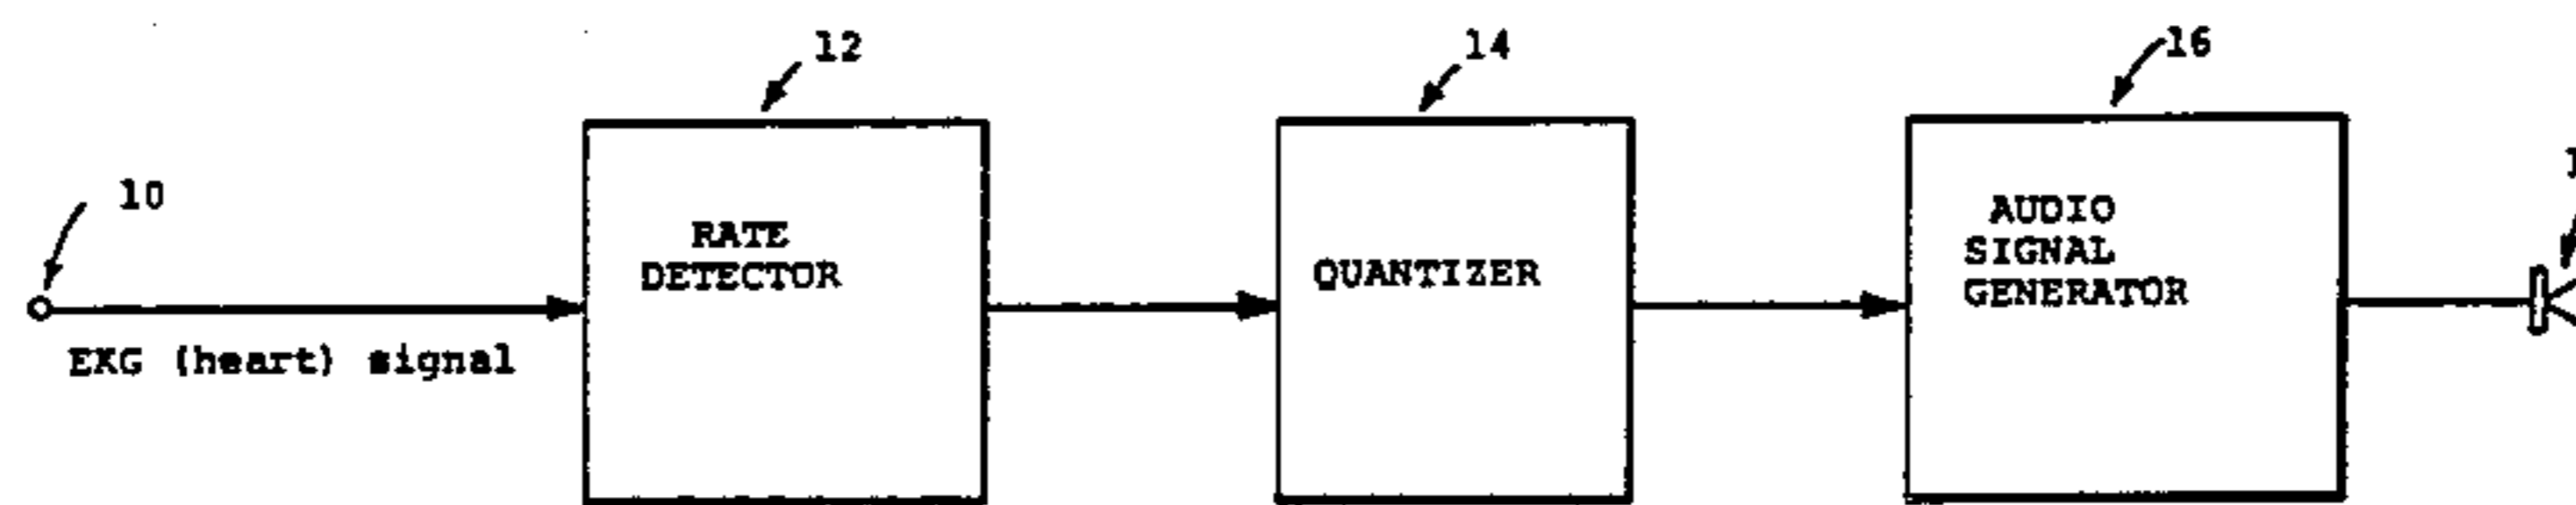 12
14
16
10
RATE
DETECTOR
QUANTIZER
AUDIO
SIGNAL
GENERATOR
EKG (heart) signal